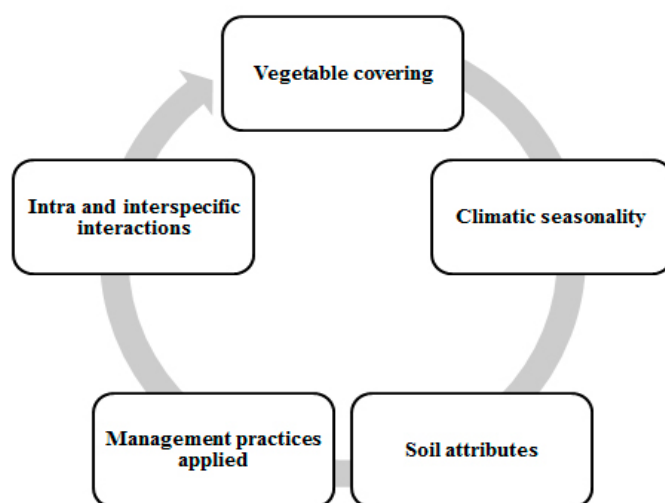 Vegetable covering
Climatic seasonality
Soil attributes
Management practices
applied
Intra and interspecific
interactions